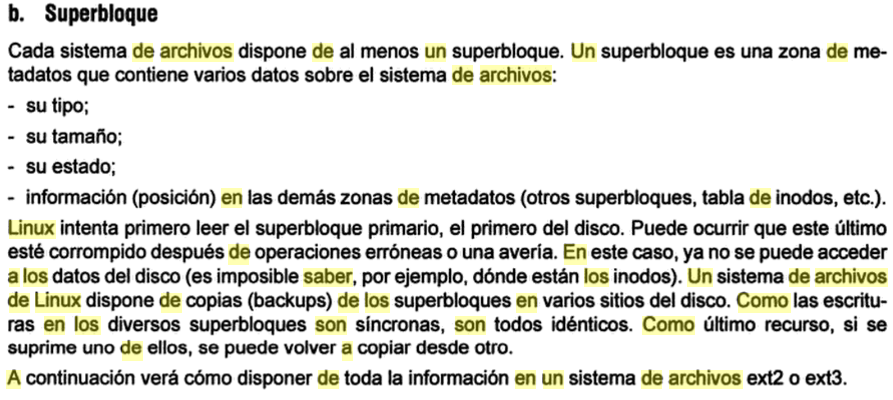 b. Superbloque
Cada sistema de archivos dispone de al menos un superbloque. Un superbloque es una zona de me-
tadatos que contiene varios datos sobre el sistema de archivos:
- su tipo;
- su tamaño;
- su estado;
- información (posición) en las demás zonas de metadatos (otros superbloques, tabla de inodos, etc.).
Linux intenta primero leer el superbloque primario, el primero del disco. Puede ocurrir que este último
esté corrompido después de operaciones erróneas o una avería. En este caso, ya no se puede acceder
a los datos del disco (es imposible saber, por ejemplo, dónde están los inodos). Un sistema de archivos
de Linux dispone de copias (backups) de los superbloques en varios sitios del disco. Como las escritu-
ras en los diversos superbloques son síncronas, son todos idénticos. Como último recurso, si se
suprime uno de ellos, se puede volver a copiar desde otro.
A continuación verá cómo disponer de toda la información en un sistema de archivos ext2 o ext3.